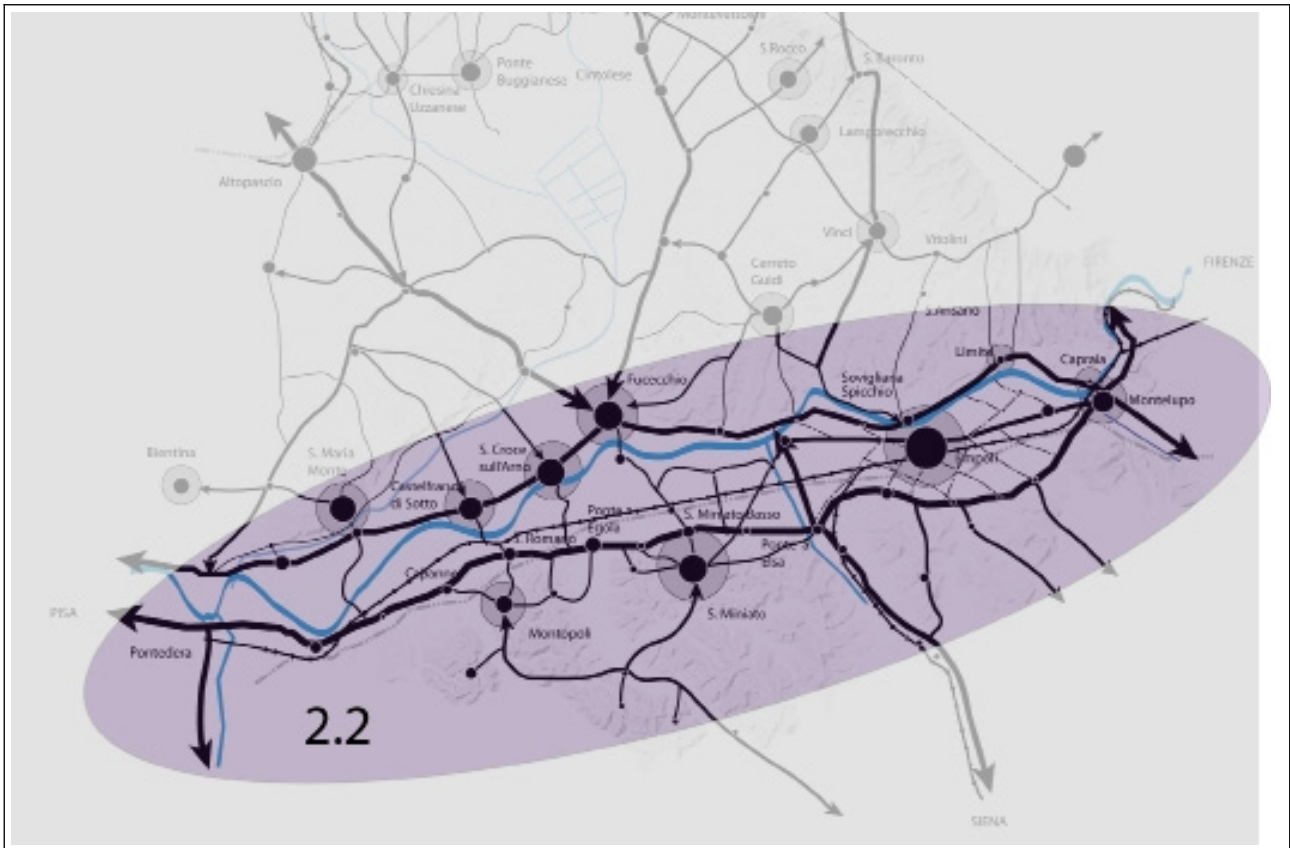 Montevettolini
S.Rocco
S. Baronto
Ponte
Buggianese
Cintolese
Chiesina
Uzzanese
Lamporecchio
Altopascio
Vinci
Vitolini
Cerreto
Guidi
FIRENZE
S.Ansano
Limite
Capraia
Fucecchio
Sovigliana
Spicchio
Montelupo
S. Croce
sull'Arno
Empoli
Bientina
S. Maria
Monte
Castelfranco
di Sotto
Ponte a
Egola
S. Miniato Basso
S. Romano
Ponte a
Elsa
Capanne
PISA
S. Miniato
Montopoli
Pontedera
2.2
SIENA